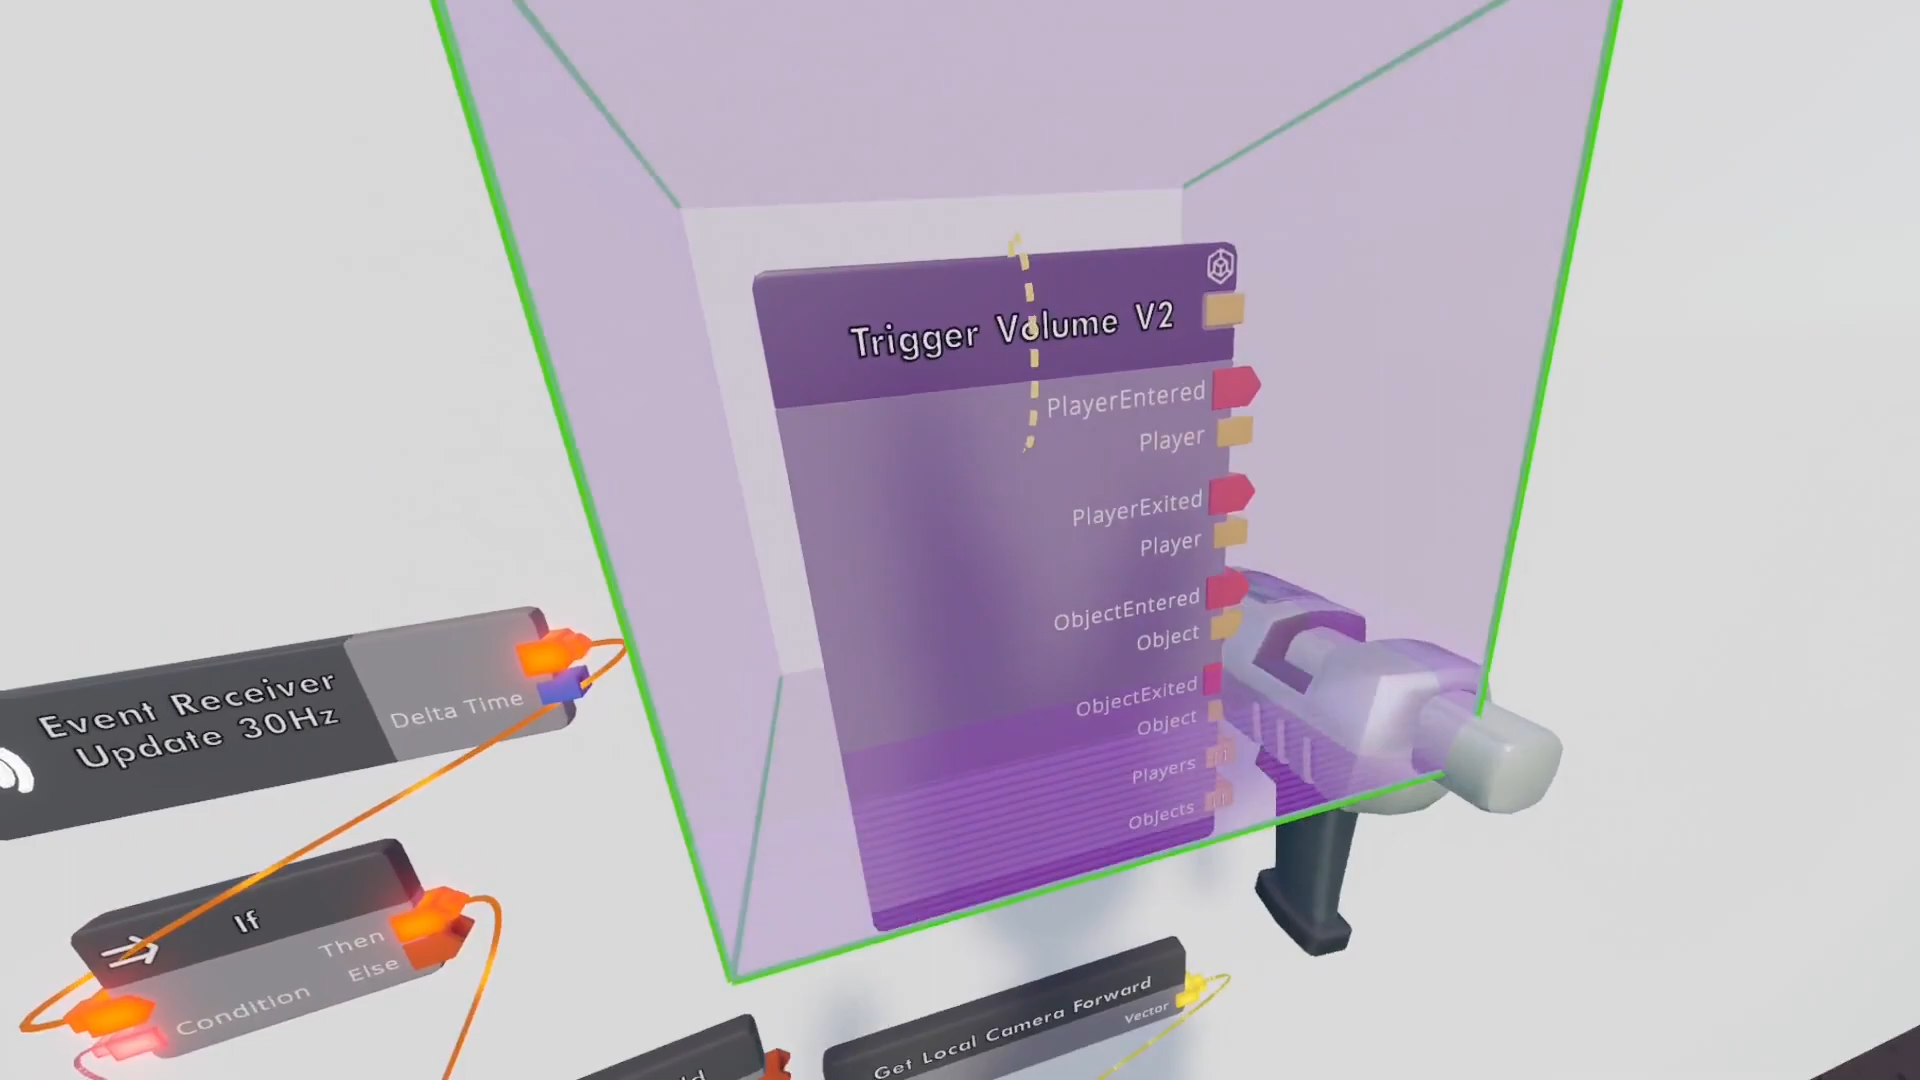 Trigger Volume V2
PlayerEntered
Player
PlayerExited
Player
ObjectEntered
Object
ObjectExited
Object
Players
Objects
Event Receiver
Update 30Hz
Delta Time
If
Then
Else
Condition
Get Local Camera Forward
Vector